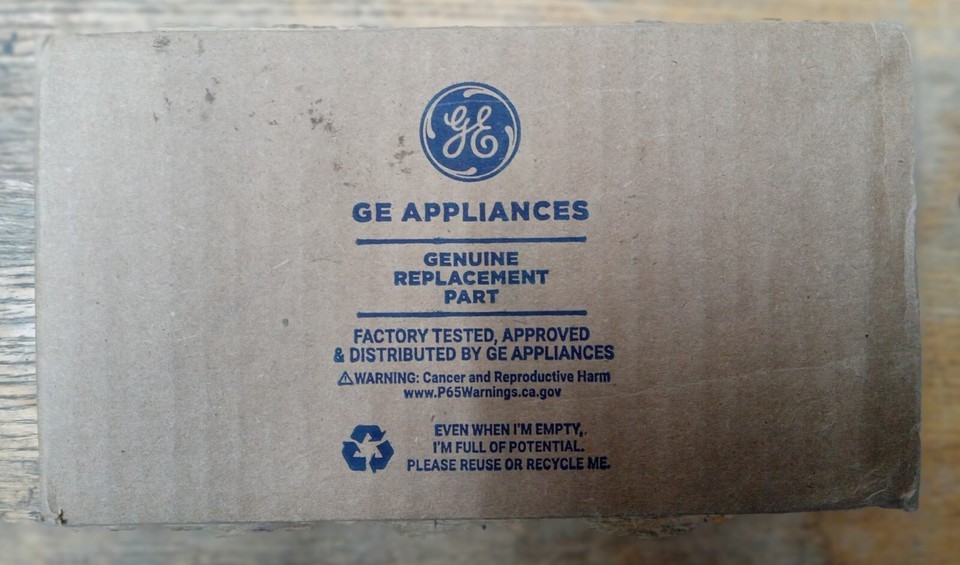 GE
GE APPLIANCES
GENUINE
REPLACEMENT
PART
FACTORY TESTED, APPROVED
& DISTRIBUTED BY GE APPLIANCES
⚠WARNING: Cancer and Reproductive Harm
www.P65Warnings.ca.gov
EVEN WHEN I'M EMPTY,
I'M FULL OF POTENTIAL.
PLEASE REUSE OR RECYCLE ME.